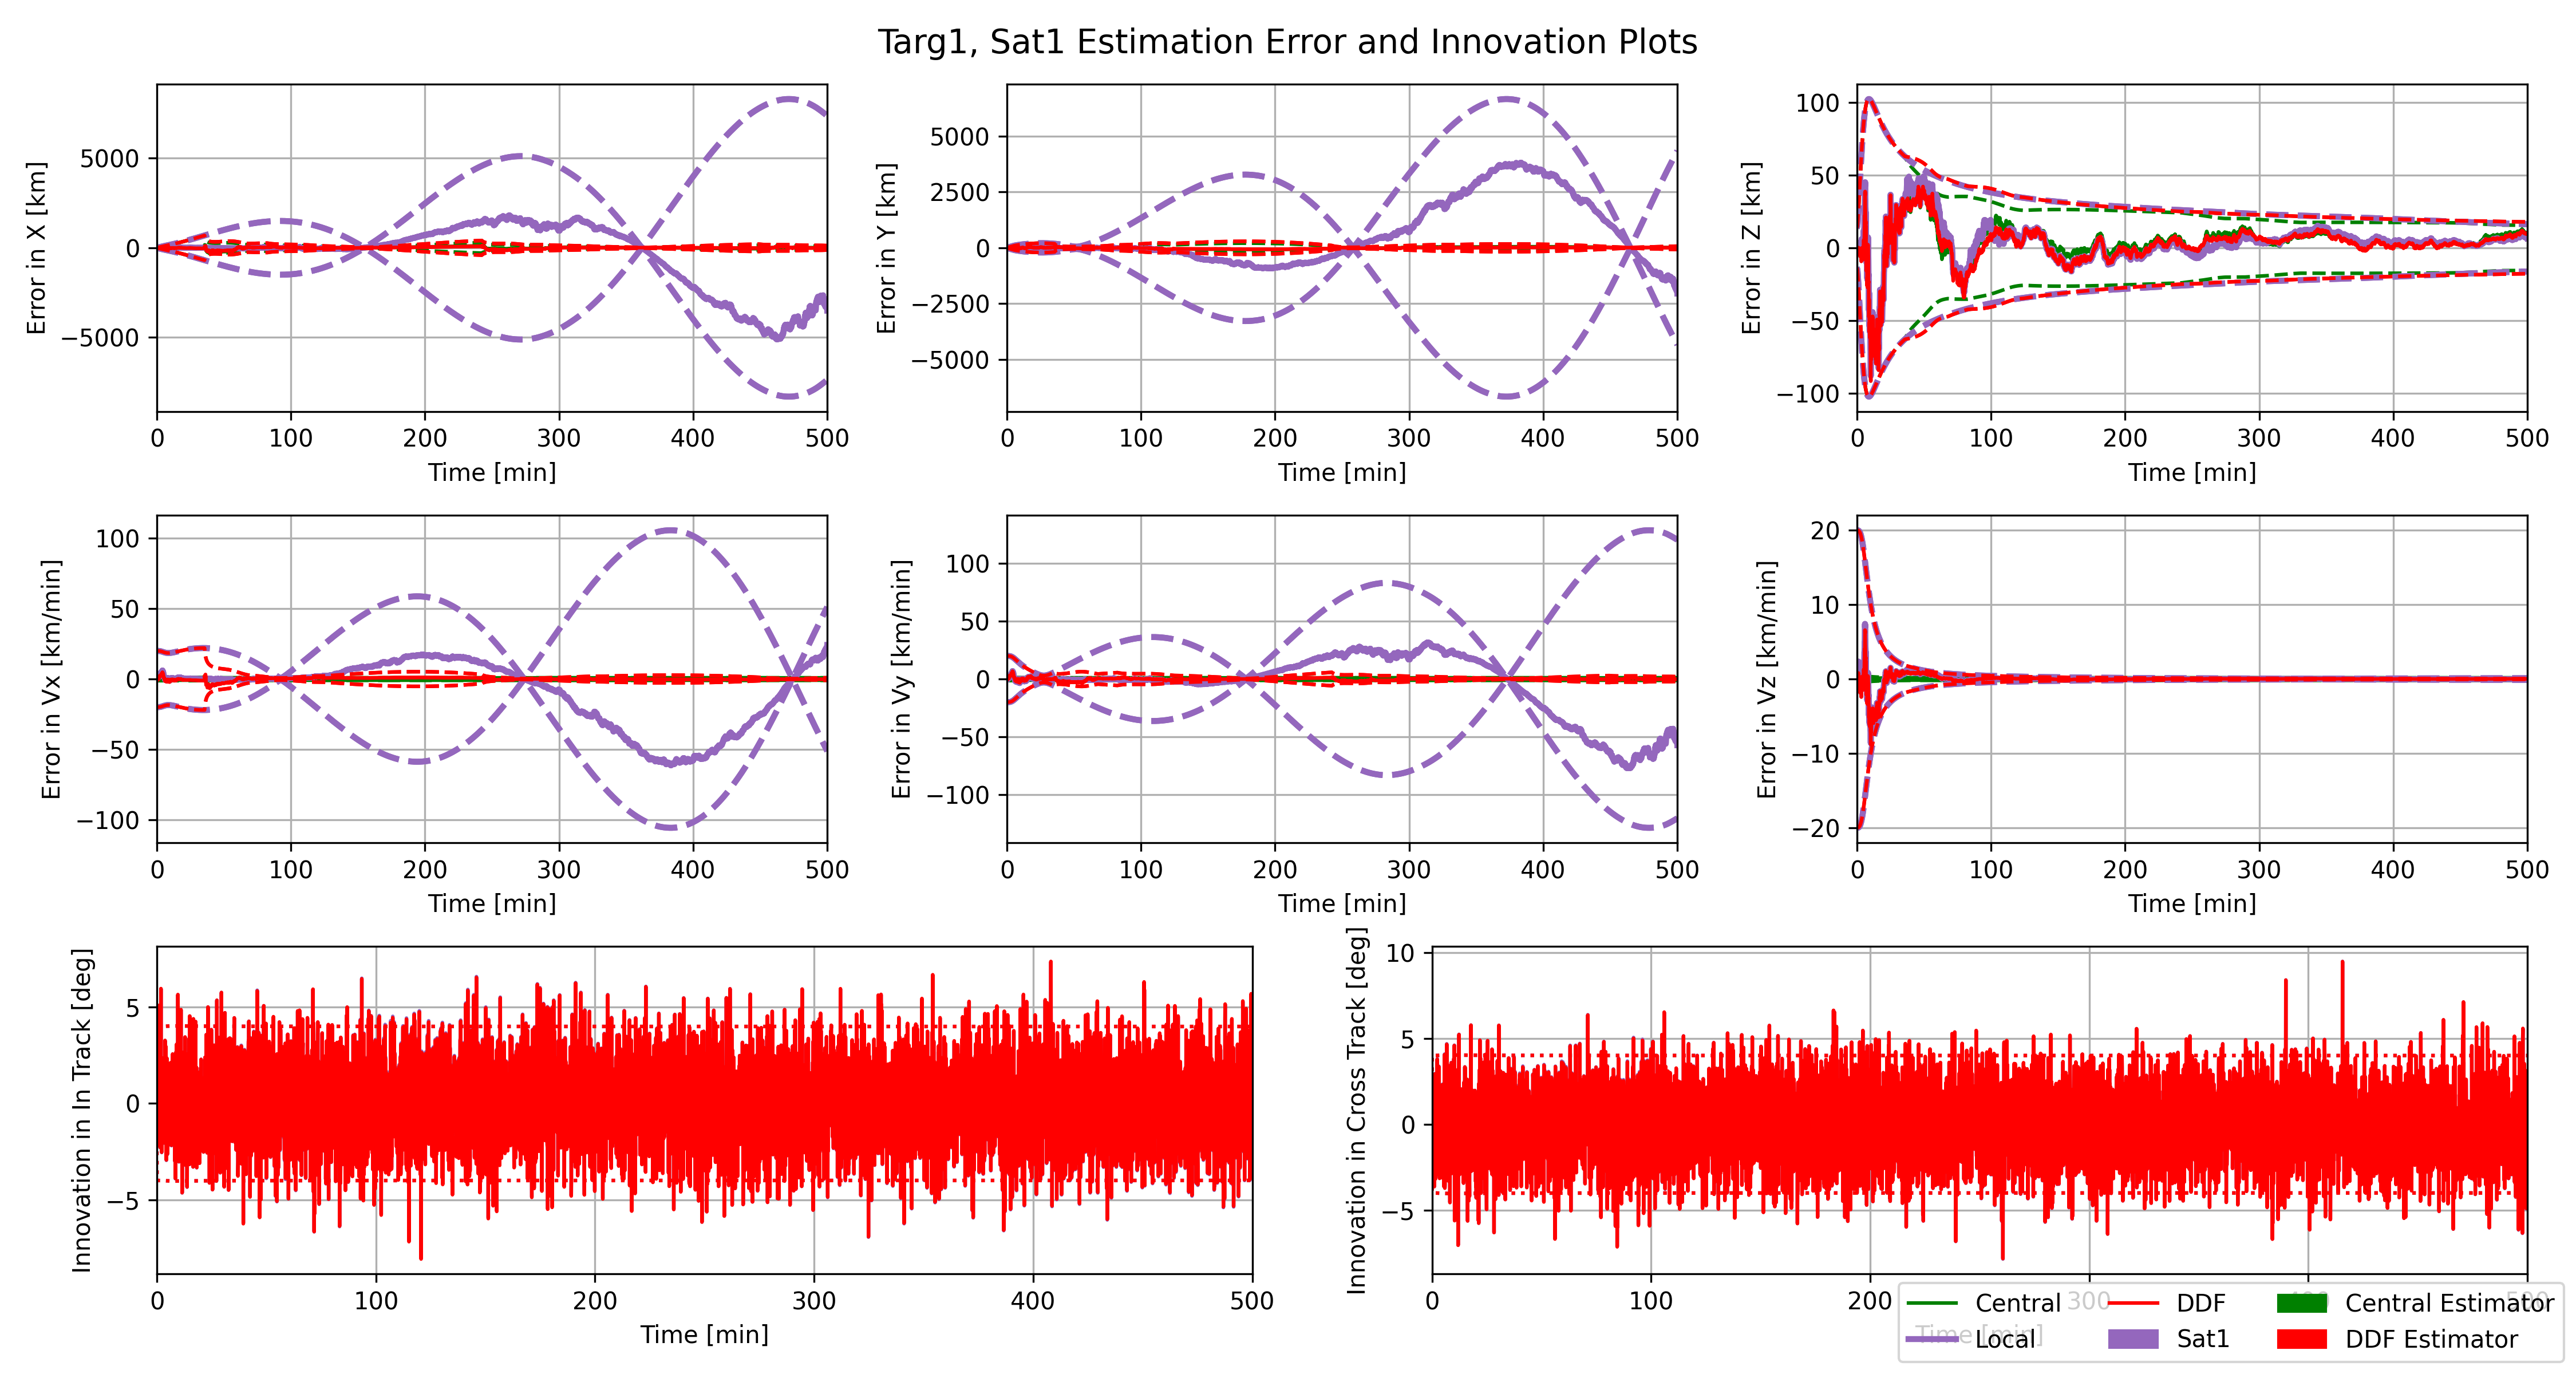 Targ1, Sat1 Estimation Error and Innovation Plots
Error in X [km]
5000
0
−5000
0 100 200 300 400 500
Time [min]
Error in Y [km]
5000
2500
0
−2500
−5000
0 100 200 300 400 500
Time [min]
Error in Z [km]
100
50
0
−50
−100
0 100 200 300 400 500
Time [min]
Error in Vx [km/min]
100
50
0
−50
−100
0 100 200 300 400 500
Time [min]
Error in Vy [km/min]
100
50
0
−50
−100
0 100 200 300 400 500
Time [min]
Error in Vz [km/min]
20
10
0
−10
−20
0 100 200 300 400 500
Time [min]
Innovation in In Track [deg]
5
0
−5
0 100 200 300 400 500
Time [min]
Innovation in Cross Track [deg]
10
5
0
−5
0 100 200 300 500
Time [min]
Central
Local
DDF
Sat1
Central Estimator
DDF Estimator